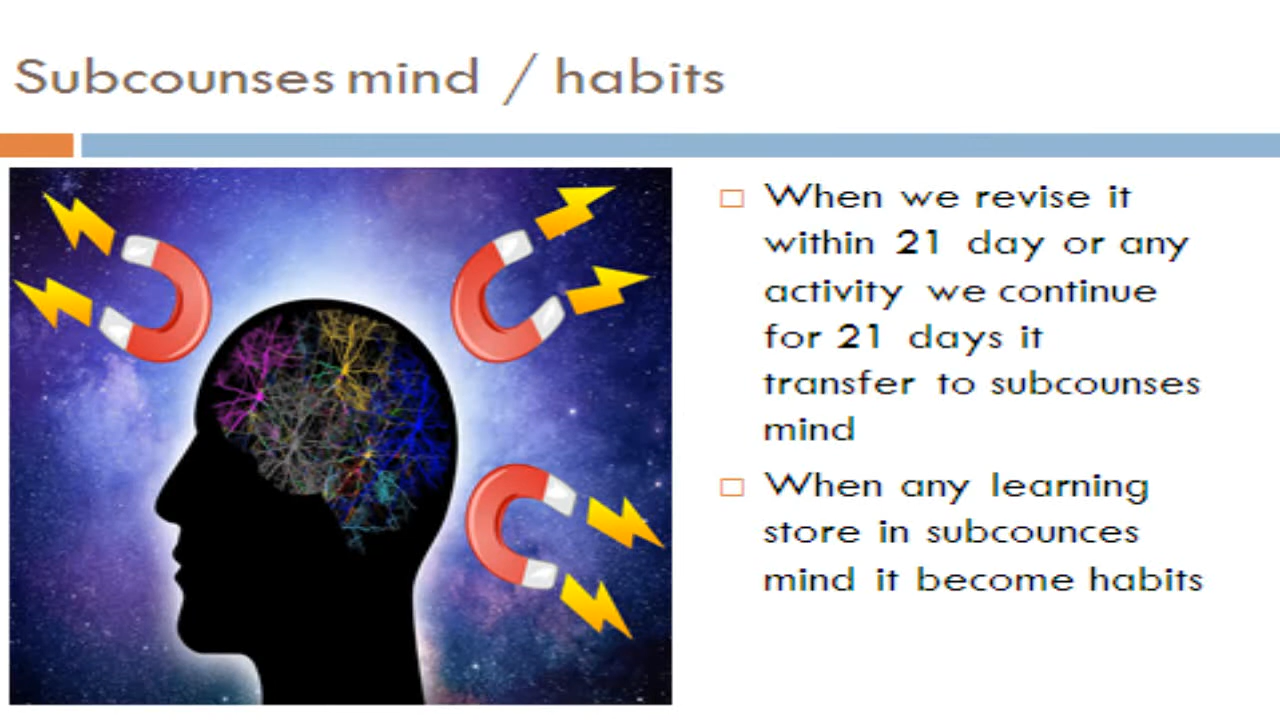 Subcounses mind / habits
When we revise it
within 21 day or any
activity we continue
for 21 days it
transfer to subcounses
mind
When any learning
store in subcounces
mind it become habits